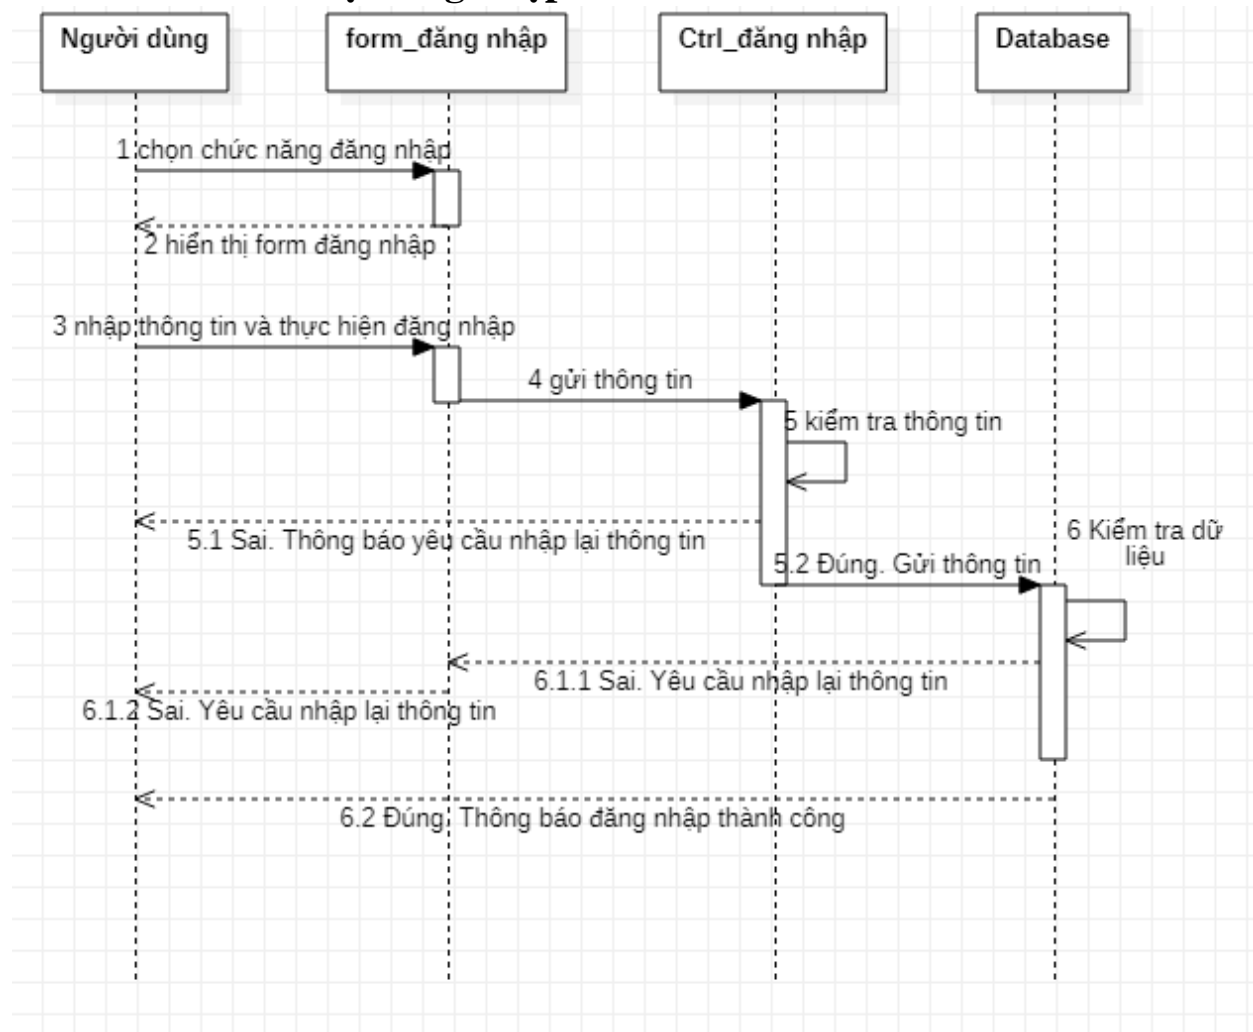 Người dùng
form_đăng nhập
Ctrl_đăng nhập
Database
1 chọn chức năng đăng nhập
2 hiển thị form đăng nhập
3 nhập thông tin và thực hiện đăng nhập
4 gửi thông tin
5 kiểm tra thông tin
5.1 Sai. Thông báo yêu cầu nhập lại thông tin
6 Kiểm tra dữ
liệu
5.2 Đúng. Gửi thông tin
6.1.1 Sai. Yêu cầu nhập lại thông tin
6.1.2 Sai. Yêu cầu nhập lại thông tin
6.2 Đúng. Thông báo đăng nhập thành công